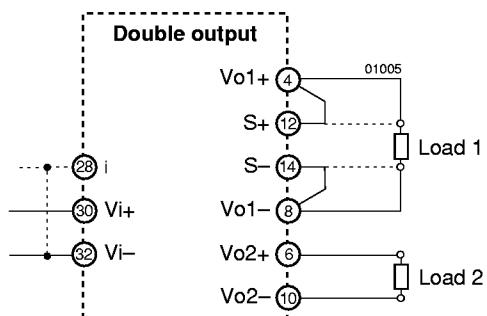 Double output
Vo1+ 4
01005
S+ 12
S− 14
Load 1
28 i
30 Vi+
Vo1− 8
32 Vi−
Vo2+ 6
Load 2
Vo2− 10